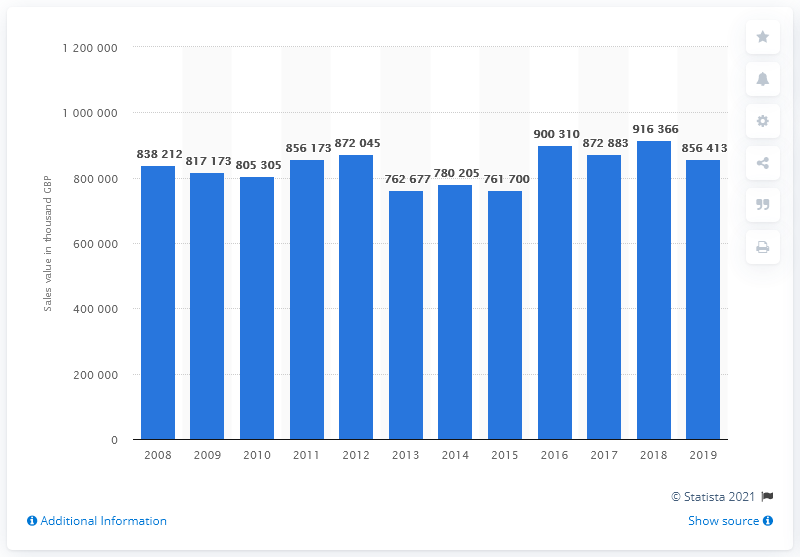 1 200 000
1 000 000
800 000
600 000
400 000
200 000
0
Sales value in thousand GBP
838 212
817 173
805 305
856 173
872 045
762 677
780 205
761 700
900 310
872 883
916 366
856 413
2008 2009 2010 2011 2012 2013 2014 2015 2016 2017 2018 2019
© Statista 2021
Additional Information
Show source